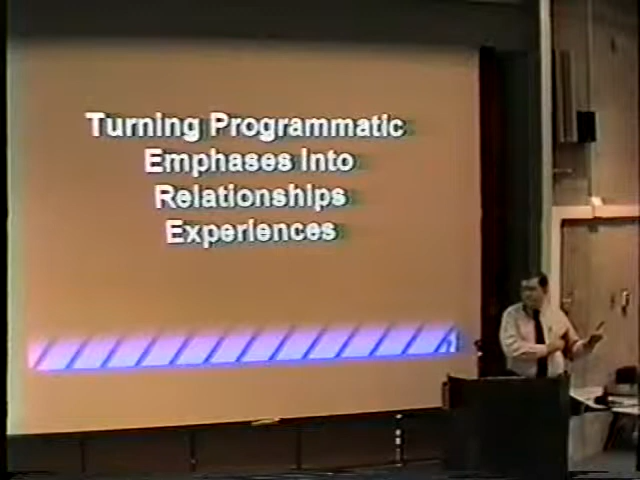 Turning Programmatic
Emphases Into
Relationships
Experiences